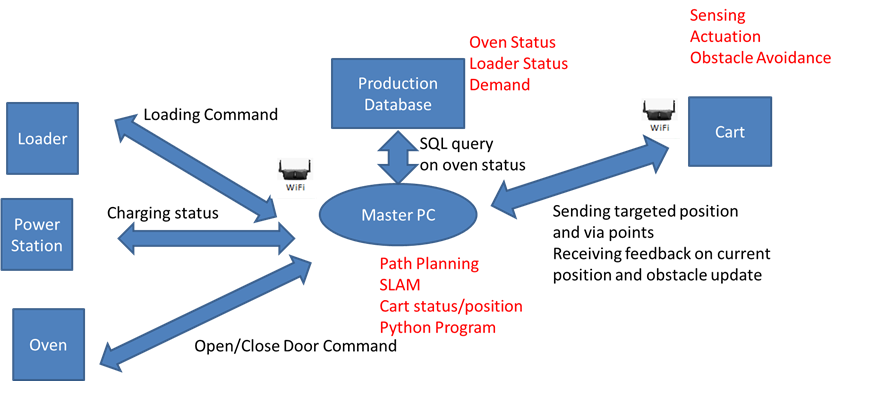 Sensing
Actuation
Obstacle Avoidance
Oven Status
Loader Status
Demand
Production
Database
Loading Command
Loader
WiFi
Cart
SQL query
on oven status
WiFi
Charging status
Power
Station
Master PC
Sending targeted position
and via points
Receiving feedback on current
position and obstacle update
Path Planning
SLAM
Cart status/position
Python Program
Oven
Open/Close Door Command